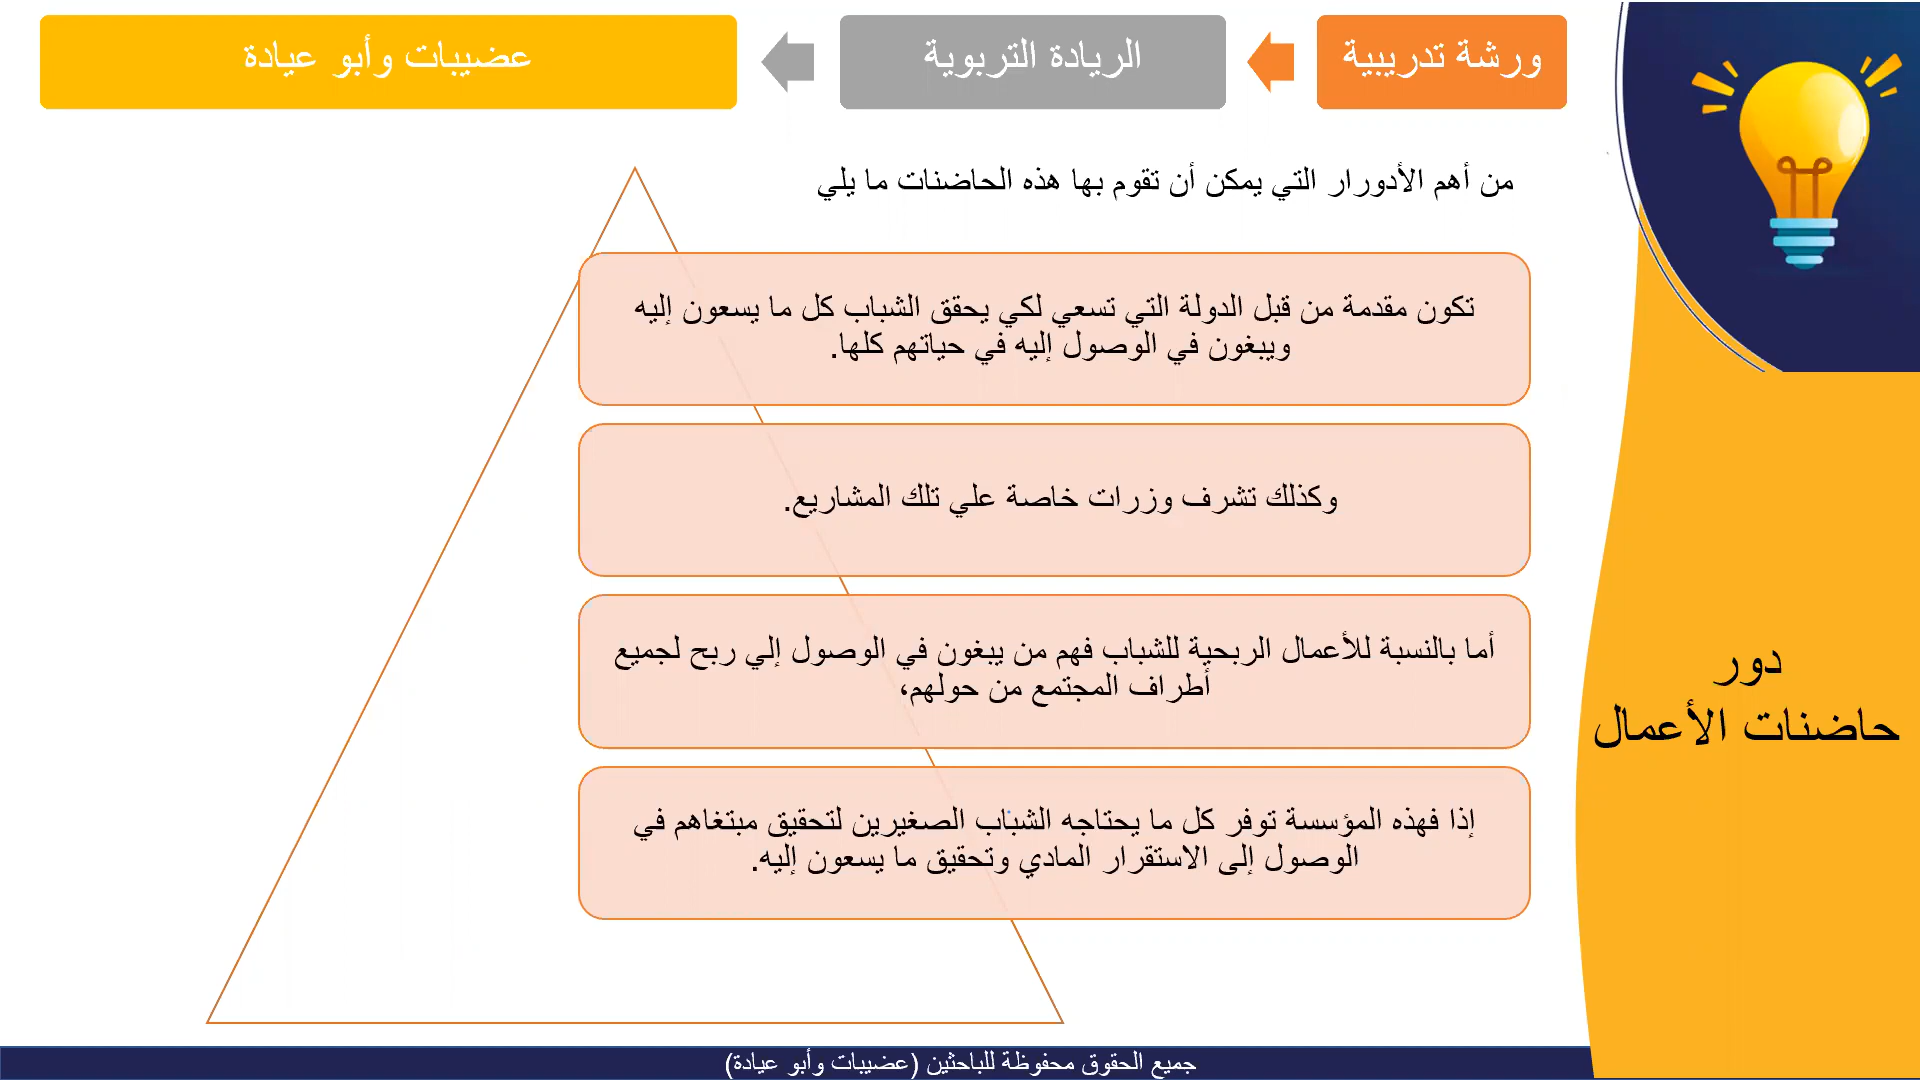 ورشة تدريبية
الريادة التربوية
عضيبات وأبو عيادة
من أهم الأدورار التي يمكن أن تقوم بها هذه الحاضنات ما يلي
تكون مقدمة من قبل الدولة التي تسعي لكي يحقق الشباب كل ما يسعون إليه
ويبغون في الوصول إليه في حياتهم كلها.
وكذلك تشرف وزرات خاصة علي تلك المشاريع.
أما بالنسبة للأعمال الربحية للشباب فهم من يبغون في الوصول إلي ربح لجميع
أطراف المجتمع من حولهم،
إذا فهذه المؤسسة توفر كل ما يحتاجه الشباب الصغيرين لتحقيق مبتغاهم في
الوصول إلى الاستقرار المادي وتحقيق ما يسعون إليه.
دور
حاضنات الأعمال
جميع الحقوق محفوظة للباحثين (عضيبات وأبو عيادة)